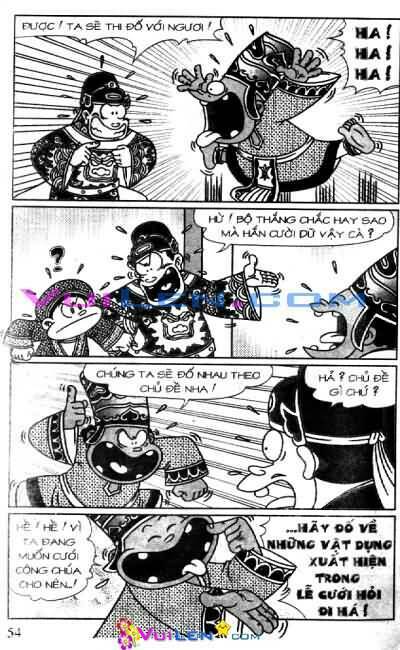 ĐƯỢC! TA SẼ THI ĐỐ VỚI NGƯƠI!
HA!
HA!
HA!
HỪ! BỘ THẮNG CHẮC HAY SAO
MÀ HẮN CƯỜI DỮ VẬY CÀ?
?
VUILEN.COM
CHÚNG TA SẼ ĐỐ NHAU THEO
CHỦ ĐỀ NHA!
HẢ? CHỦ ĐỀ
GÌ CHỨ?
HÊ! HÊ! VÌ
TA ĐANG
MUỐN CƯỚI
CÔNG CHÚA
CHO NÊN..!
...HÃY ĐỐ VỀ
NHỮNG VẬT DỤNG
XUẤT HIỆN
TRONG
LỄ CƯỚI HỎI
ĐI HÁ!
54
VUILEN.COM